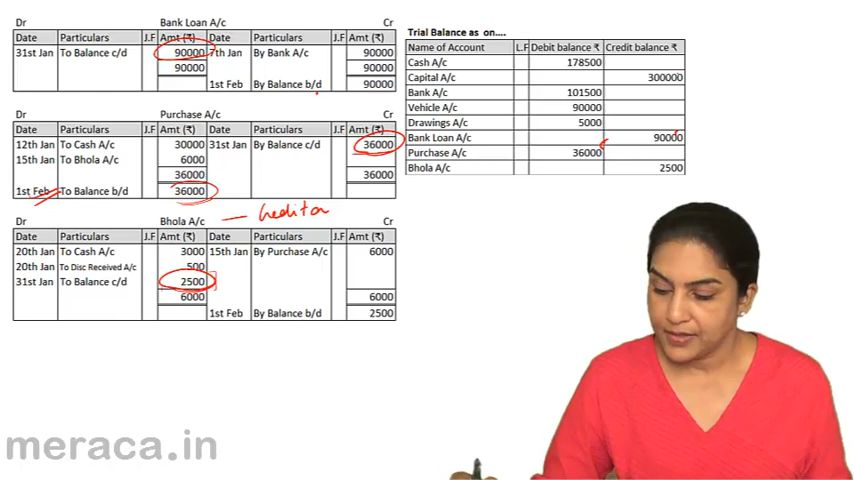 Dr Bank Loan A/c Cr
Date Particulars J.F Amt (₹) Date Particulars J.F Amt (₹)
31st Jan To Balance c/d 90000 7th Jan By Bank A/c 90000
90000 90000
1st Feb By Balance b/d 90000
Dr Purchase A/c Cr
Date Particulars J.F Amt (₹) Date Particulars J.F Amt (₹)
12th Jan To Cash A/c 30000 31st Jan By Balance c/d 36000
15th Jan To Bhola A/c 6000
36000 36000
1st Feb To Balance b/d 36000
Dr Bhola A/c — Creditor Cr
Date Particulars J.F Amt (₹) Date Particulars J.F Amt (₹)
20th Jan To Cash A/c 3000 15th Jan By Purchase A/c 6000
20th Jan To Disc Received A/c 500
31st Jan To Balance c/d 2500
6000 6000
1st Feb By Balance b/d 2500
Trial Balance as on....
Name of Account L.F Debit balance ₹ Credit balance ₹
Cash A/c 178500
Capital A/c 300000
Bank A/c 101500
Vehicle A/c 90000
Drawings A/c 5000
Bank Loan A/c 90000
Purchase A/c 36000
Bhola A/c 2500
meraca.in